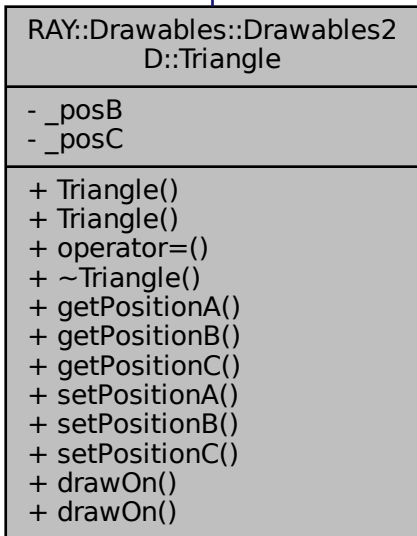 RAY::Drawables::Drawables2
D::Triangle
- _posB
- _posC
+ Triangle()
+ Triangle()
+ operator=()
+ ~Triangle()
+ getPositionA()
+ getPositionB()
+ getPositionC()
+ setPositionA()
+ setPositionB()
+ setPositionC()
+ drawOn()
+ drawOn()